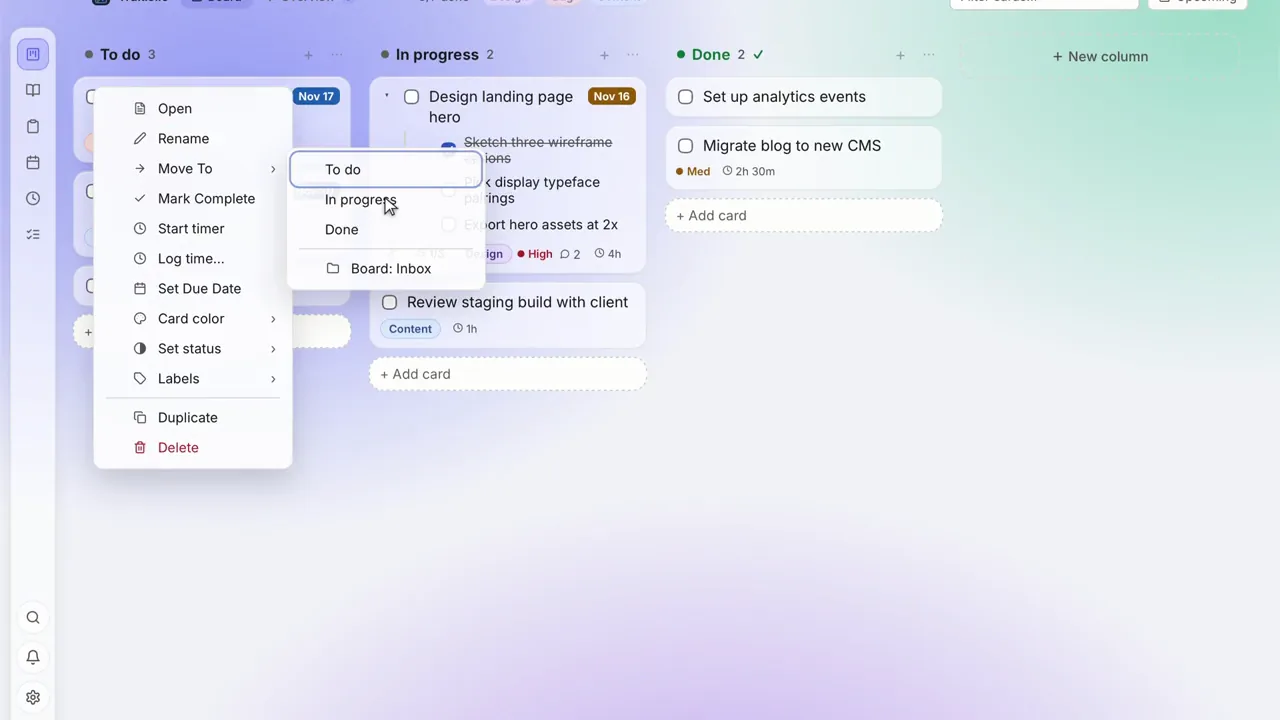 To do 3
In progress 2
Done 2
+ New column
Nov 17
Open
Rename
Move To
Mark Complete
Start timer
Log time...
Set Due Date
Card color
Set status
Labels
Duplicate
Delete
To do
In progress
Done
Board: Inbox
Design landing page
hero
Nov 16
Sketch three wireframe
display typeface
Export hero assets at 2x
High 2 4h
Review staging build with client
Content 1h
+ Add card
Set up analytics events
Migrate blog to new CMS
Med 2h 30m
+ Add card